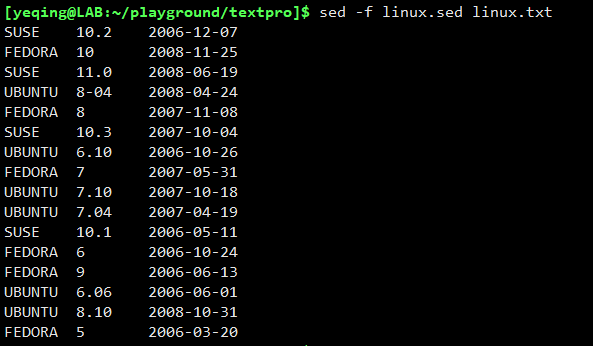 [yeqing@LAB:~/playground/textpro]$ sed -f linux.sed linux.txt
SUSE    10.2    2006-12-07
FEDORA  10      2008-11-25
SUSE    11.0    2008-06-19
UBUNTU  8-04    2008-04-24
FEDORA  8       2007-11-08
SUSE    10.3    2007-10-04
UBUNTU  6.10    2006-10-26
FEDORA  7       2007-05-31
UBUNTU  7.10    2007-10-18
UBUNTU  7.04    2007-04-19
SUSE    10.1    2006-05-11
FEDORA  6       2006-10-24
FEDORA  9       2006-06-13
UBUNTU  6.06    2006-06-01
UBUNTU  8.10    2008-10-31
FEDORA  5       2006-03-20